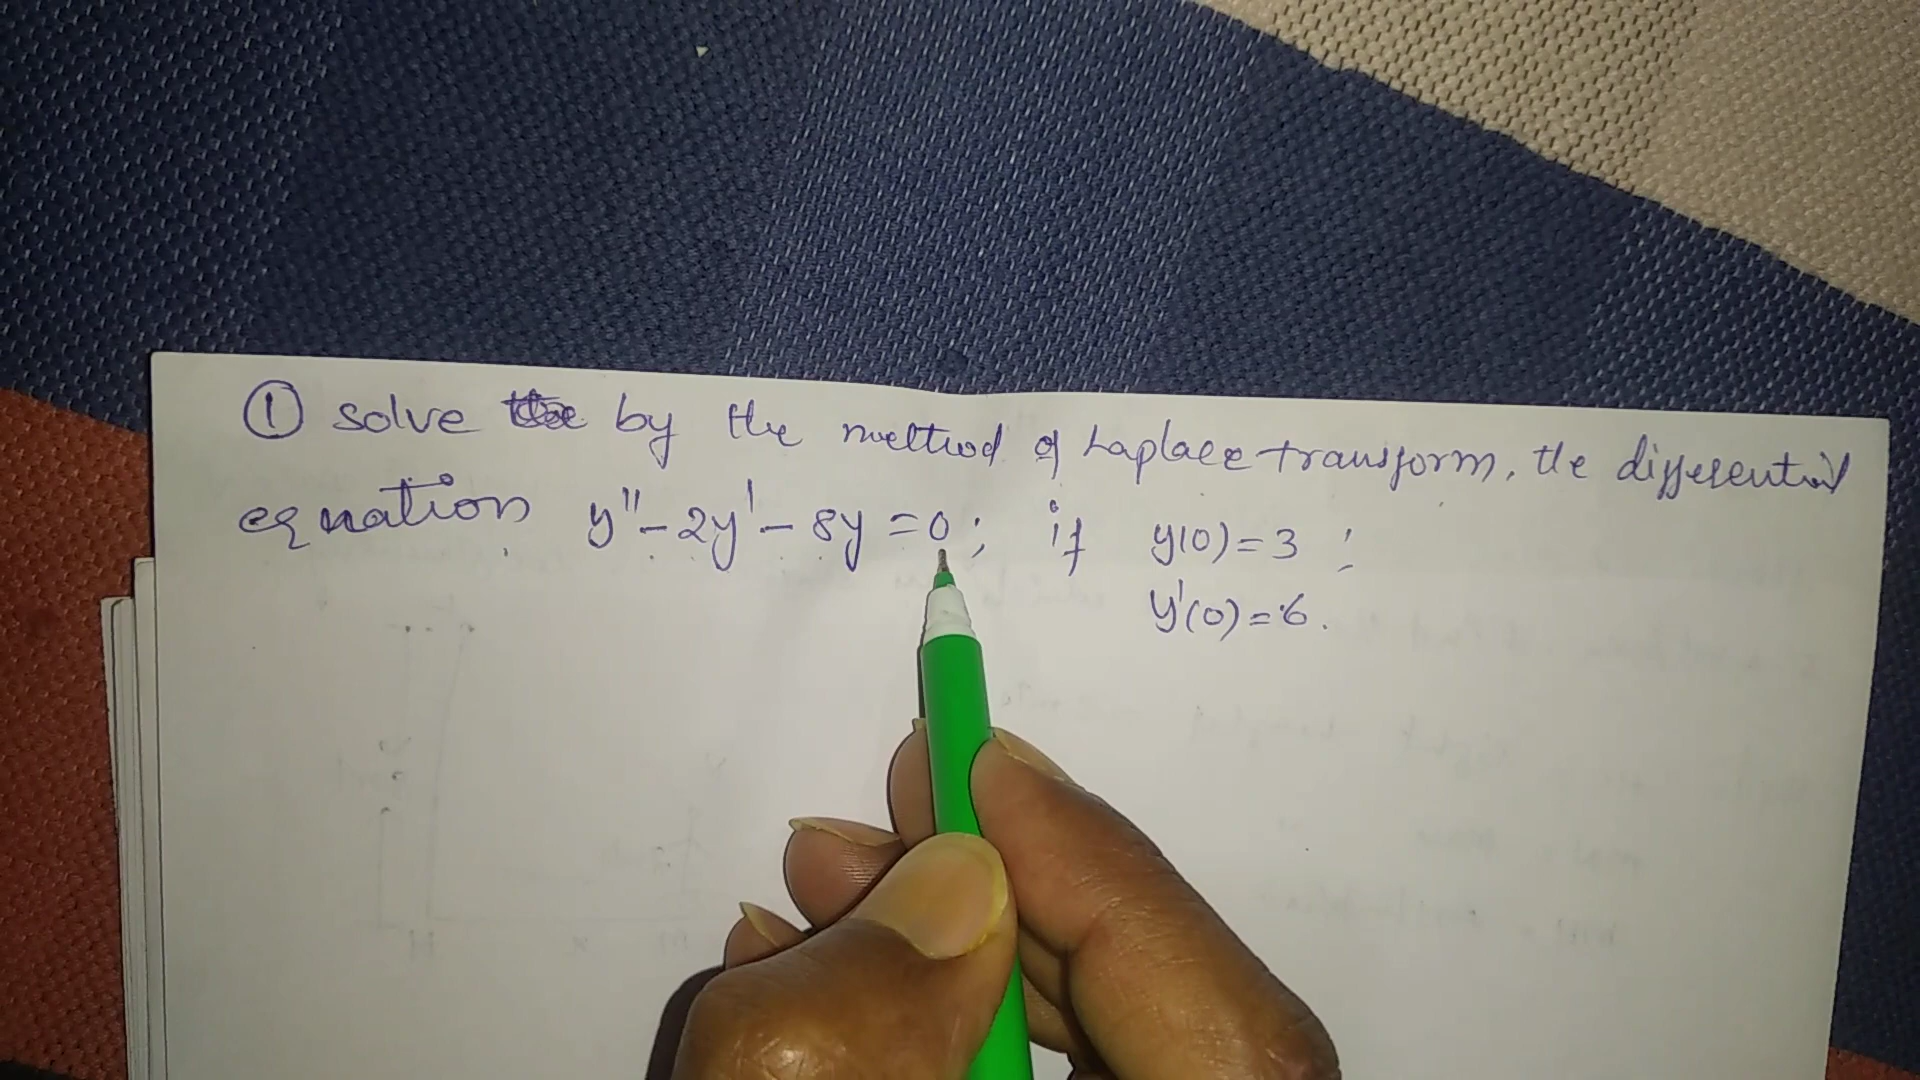 ① solve by the method of Laplace transform, the differential
equation y'' - 2y' - 8y = 0 ; if y(0) = 3 ;
y'(0) = 6.